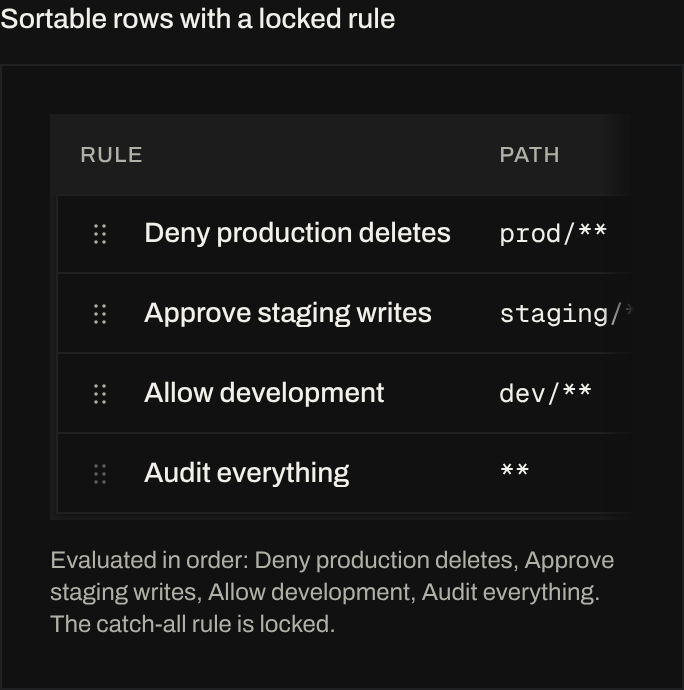 Sortable rows with a locked rule
RULE PATH
Deny production deletes prod/**
Approve staging writes staging/*
Allow development dev/**
Audit everything **
Evaluated in order: Deny production deletes, Approve
staging writes, Allow development, Audit everything.
The catch-all rule is locked.